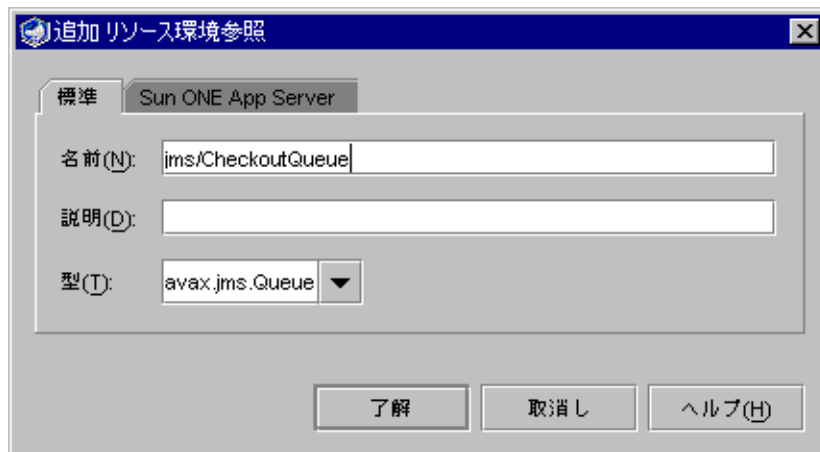 追加 リソース環境参照
標準 Sun ONE App Server
名前(N): jms/CheckoutQueue
説明(D):
型(T): avax.jms.Queue
了解 取消し ヘルプ(H)